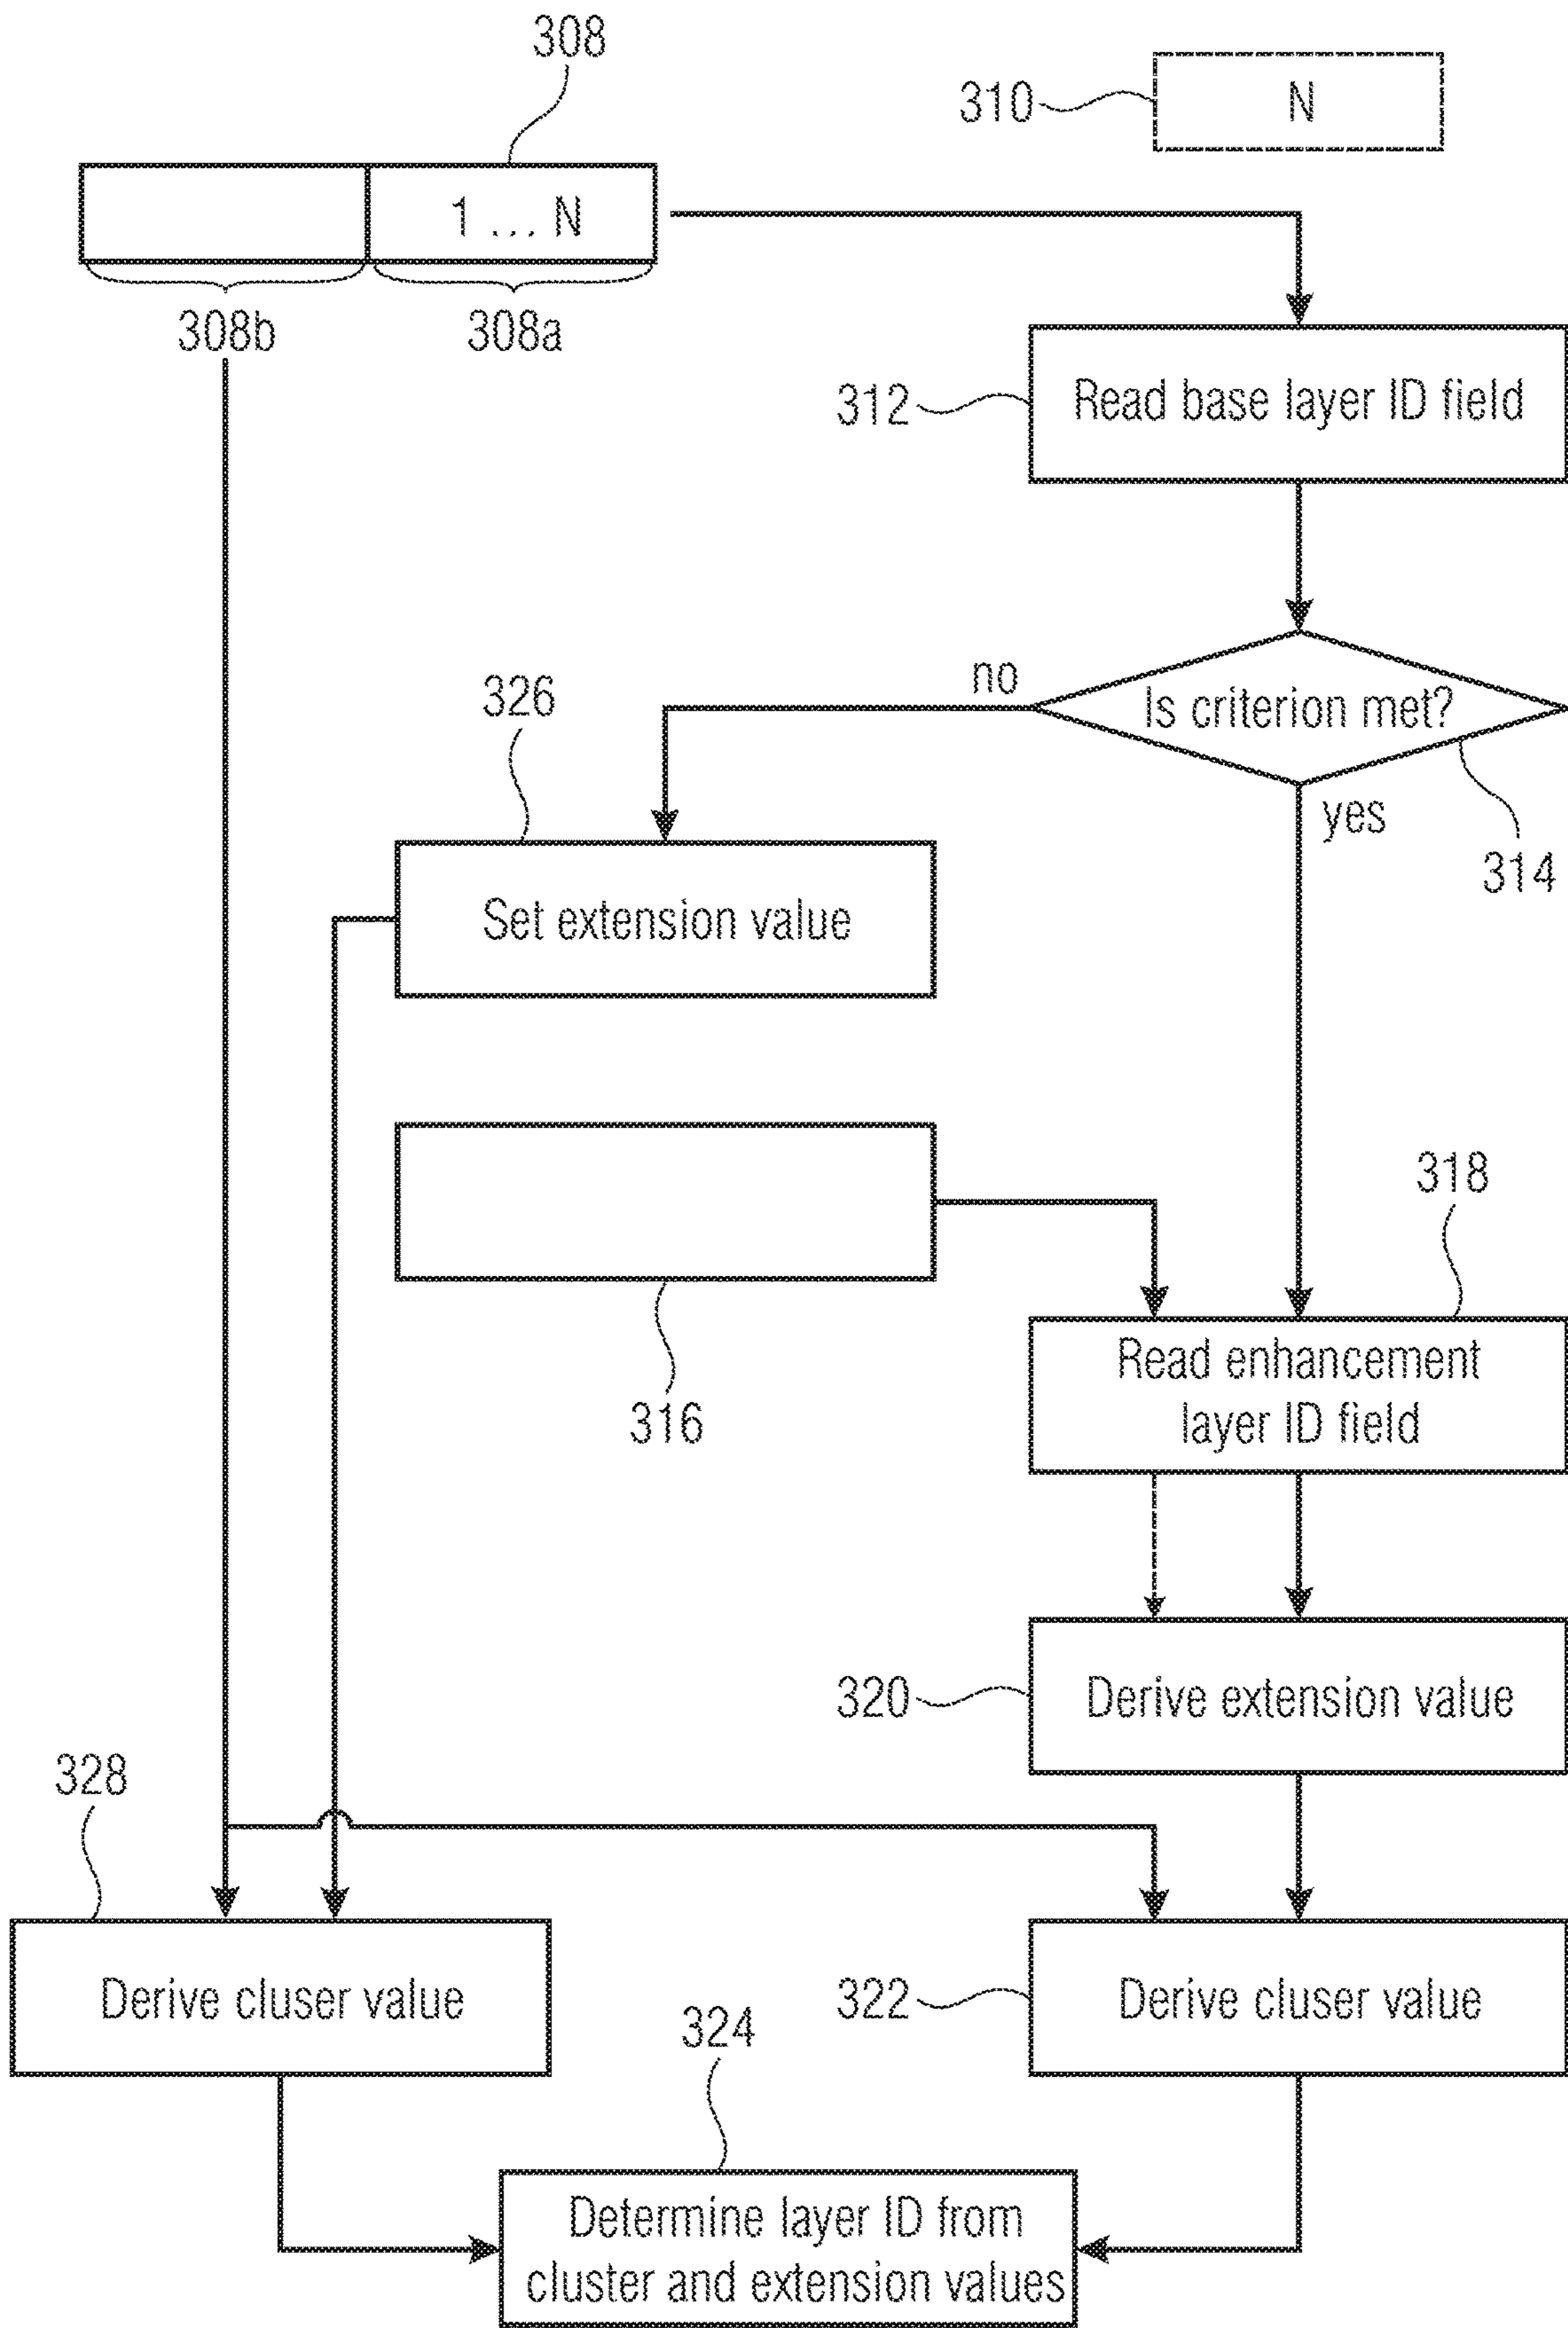 308
310
N
1 ... N
308b
308a
312
Read base layer ID field
no
326
Is criterion met?
yes
314
Set extension value
318
316
Read enhancement
layer ID field
320
Derive extension value
328
Derive cluser value
322
Derive cluser value
324
Determine layer ID from
cluster and extension values